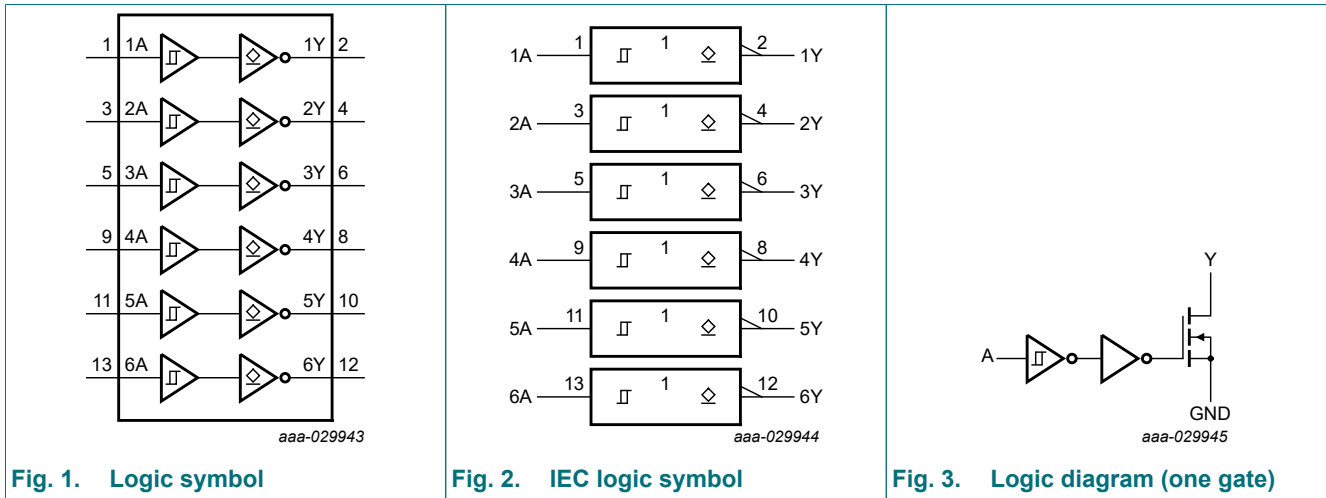 1 1A 1Y 2
3 2A 2Y 4
5 3A 3Y 6
9 4A 4Y 8
11 5A 5Y 10
13 6A 6Y 12
aaa-029943
Fig. 1. Logic symbol
1A 1 1 2 1Y
2A 3 1 4 2Y
3A 5 1 6 3Y
4A 9 1 8 4Y
5A 11 1 10 5Y
6A 13 1 12 6Y
aaa-029944
Fig. 2. IEC logic symbol
Y
A
GND
aaa-029945
Fig. 3. Logic diagram (one gate)